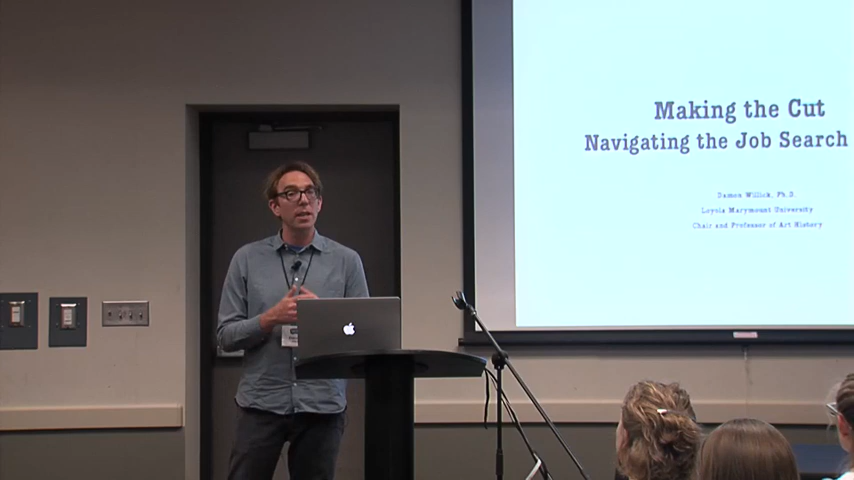 Making the Cut
Navigating the Job Search
Damon Willick, Ph.D.
Loyola Marymount University
Chair and Professor of Art History